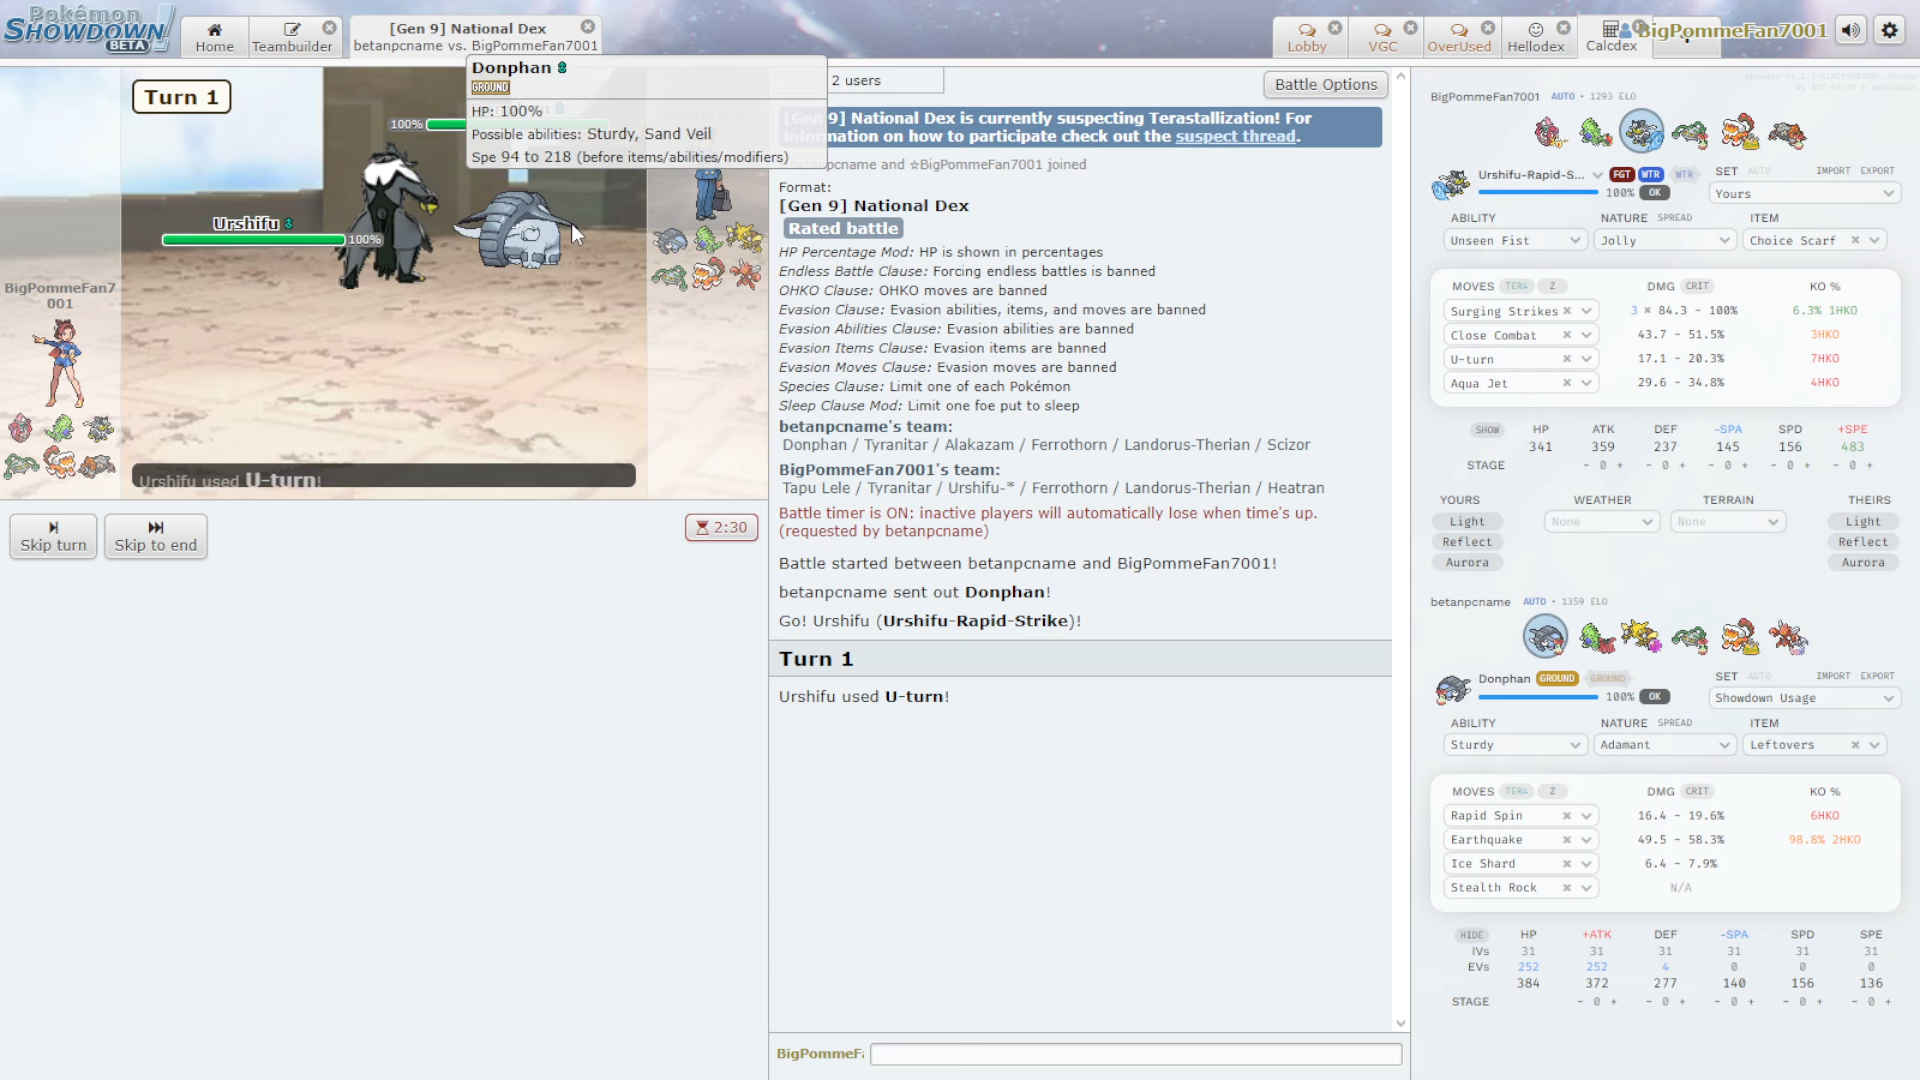 Pokémon
SHOWDOWN!
BETA
Home
Teambuilder
[Gen 9] National Dex
betanpcname vs. BigPommeFan7001
Lobby
VGC
OverUsed
Hellodex
Calcdex
BigPommeFan7001
Turn 1
Donphan
GROUND
HP: 100%
Possible abilities: Sturdy, Sand Veil
Spe 94 to 218 (before items/abilities/modifiers)
100%
Urshifu
100%
BigPommeFan7
001
Urshifu used U-turn!
Skip turn
Skip to end
2:30
2 users
Battle Options
[Gen 9] National Dex is currently suspecting Terastallization! For
information on how to participate check out the suspect thread.
betanpcname and ☆BigPommeFan7001 joined
Format:
[Gen 9] National Dex
Rated battle
HP Percentage Mod: HP is shown in percentages
Endless Battle Clause: Forcing endless battles is banned
OHKO Clause: OHKO moves are banned
Evasion Clause: Evasion abilities, items, and moves are banned
Evasion Abilities Clause: Evasion abilities are banned
Evasion Items Clause: Evasion items are banned
Evasion Moves Clause: Evasion moves are banned
Species Clause: Limit one of each Pokémon
Sleep Clause Mod: Limit one foe put to sleep
betanpcname's team:
Donphan / Tyranitar / Alakazam / Ferrothorn / Landorus-Therian / Scizor
BigPommeFan7001's team:
Tapu Lele / Tyranitar / Urshifu-* / Ferrothorn / Landorus-Therian / Heatran
Battle timer is ON: inactive players will automatically lose when time's up.
(requested by betanpcname)
Battle started between betanpcname and BigPommeFan7001!
betanpcname sent out Donphan!
Go! Urshifu (Urshifu-Rapid-Strike)!
Turn 1
Urshifu used U-turn!
BigPommeFa
BigPommeFan7001 AUTO • 1293 ELO
Urshifu-Rapid-S... FGT WTR WTR
100% OK
SET AUTO IMPORT EXPORT
Yours
ABILITY NATURE SPREAD ITEM
Unseen Fist Jolly Choice Scarf
MOVES TERA Z DMG CRIT KO %
Surging Strikes 3 × 84.3 - 100% 6.3% 1HKO
Close Combat 43.7 - 51.5% 3HKO
U-turn 17.1 - 20.3% 7HKO
Aqua Jet 29.6 - 34.8% 4HKO
SHOW HP ATK DEF -SPA SPD +SPE
341 359 237 145 156 483
STAGE - 0 + - 0 + - 0 + - 0 + - 0 +
YOURS WEATHER TERRAIN THEIRS
Light None None Light
Reflect Reflect
Aurora Aurora
betanpcname AUTO • 1359 ELO
Donphan GROUND GROUND
100% OK
SET AUTO IMPORT EXPORT
Showdown Usage
ABILITY NATURE SPREAD ITEM
Sturdy Adamant Leftovers
MOVES TERA Z DMG CRIT KO %
Rapid Spin 16.4 - 19.6% 6HKO
Earthquake 49.5 - 58.3% 98.8% 2HKO
Ice Shard 6.4 - 7.9%
Stealth Rock N/A
HIDE HP +ATK DEF -SPA SPD SPE
IVs 31 31 31 31 31 31
EVs 252 252 4 0 0 0
384 372 277 140 156 136
STAGE - 0 + - 0 + - 0 + - 0 + - 0 +